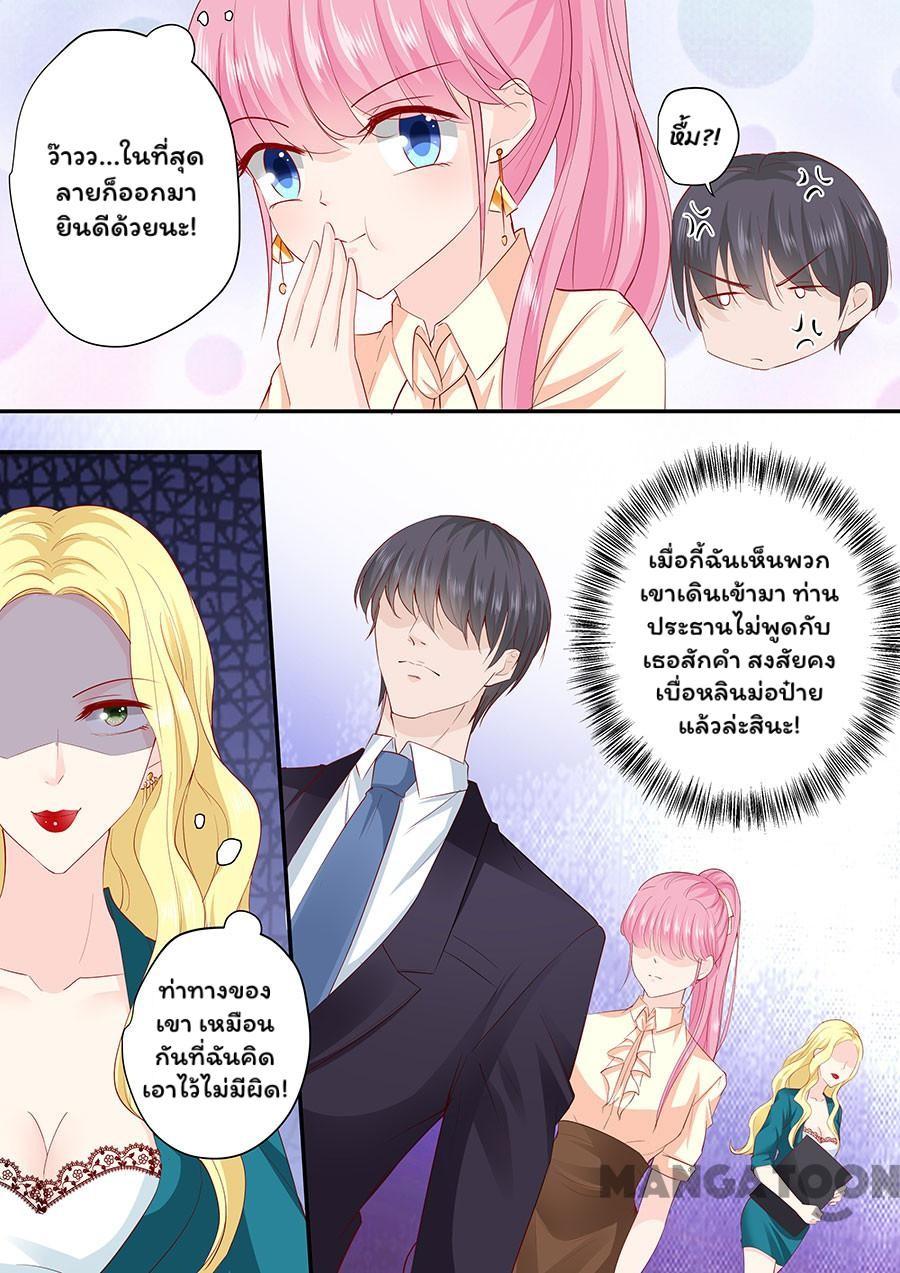 ว๊าวว...ในที่สุด
ลายก็ออกมา
ยินดีด้วยนะ!
หื้ม?!
เมื่อกี้ฉันเห็นพวก
เขาเดินเข้ามา ท่าน
ประธานไม่พูดกับ
เธอสักคำ สงสัยคง
เบื่อหลินม่อป๋าย
แล้วล่ะสินะ!
ท่าทางของ
เขา เหมือน
กันที่ฉันคิด
เอาไว้ไม่มีผิด!
MANGATOON